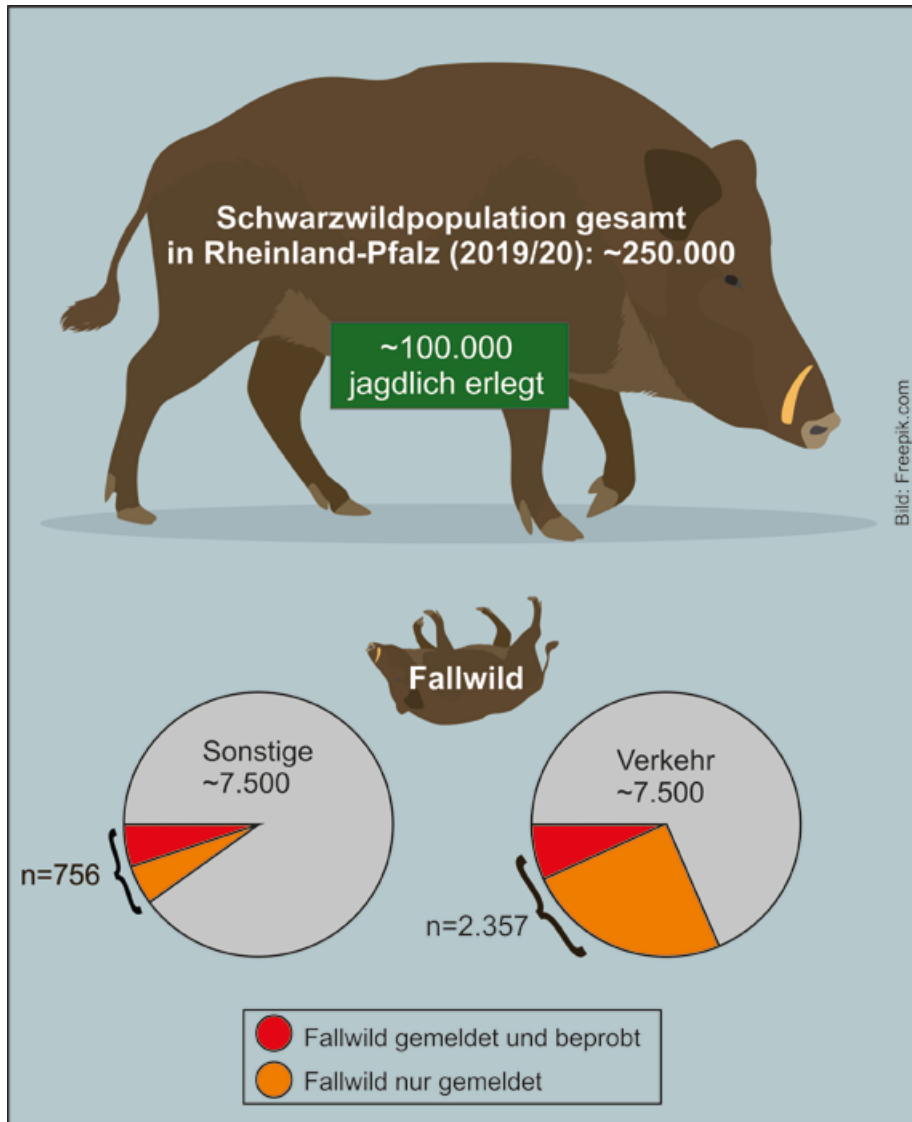 Schwarzwildpopulation gesamt
in Rheinland-Pfalz (2019/20): ~250.000
~100.000
jagdlich erlegt
Bild: Freepik.com
Fallwild
Sonstige
~7.500
Verkehr
~7.500
n=756
n=2.357
Fallwild gemeldet und beprobt
Fallwild nur gemeldet